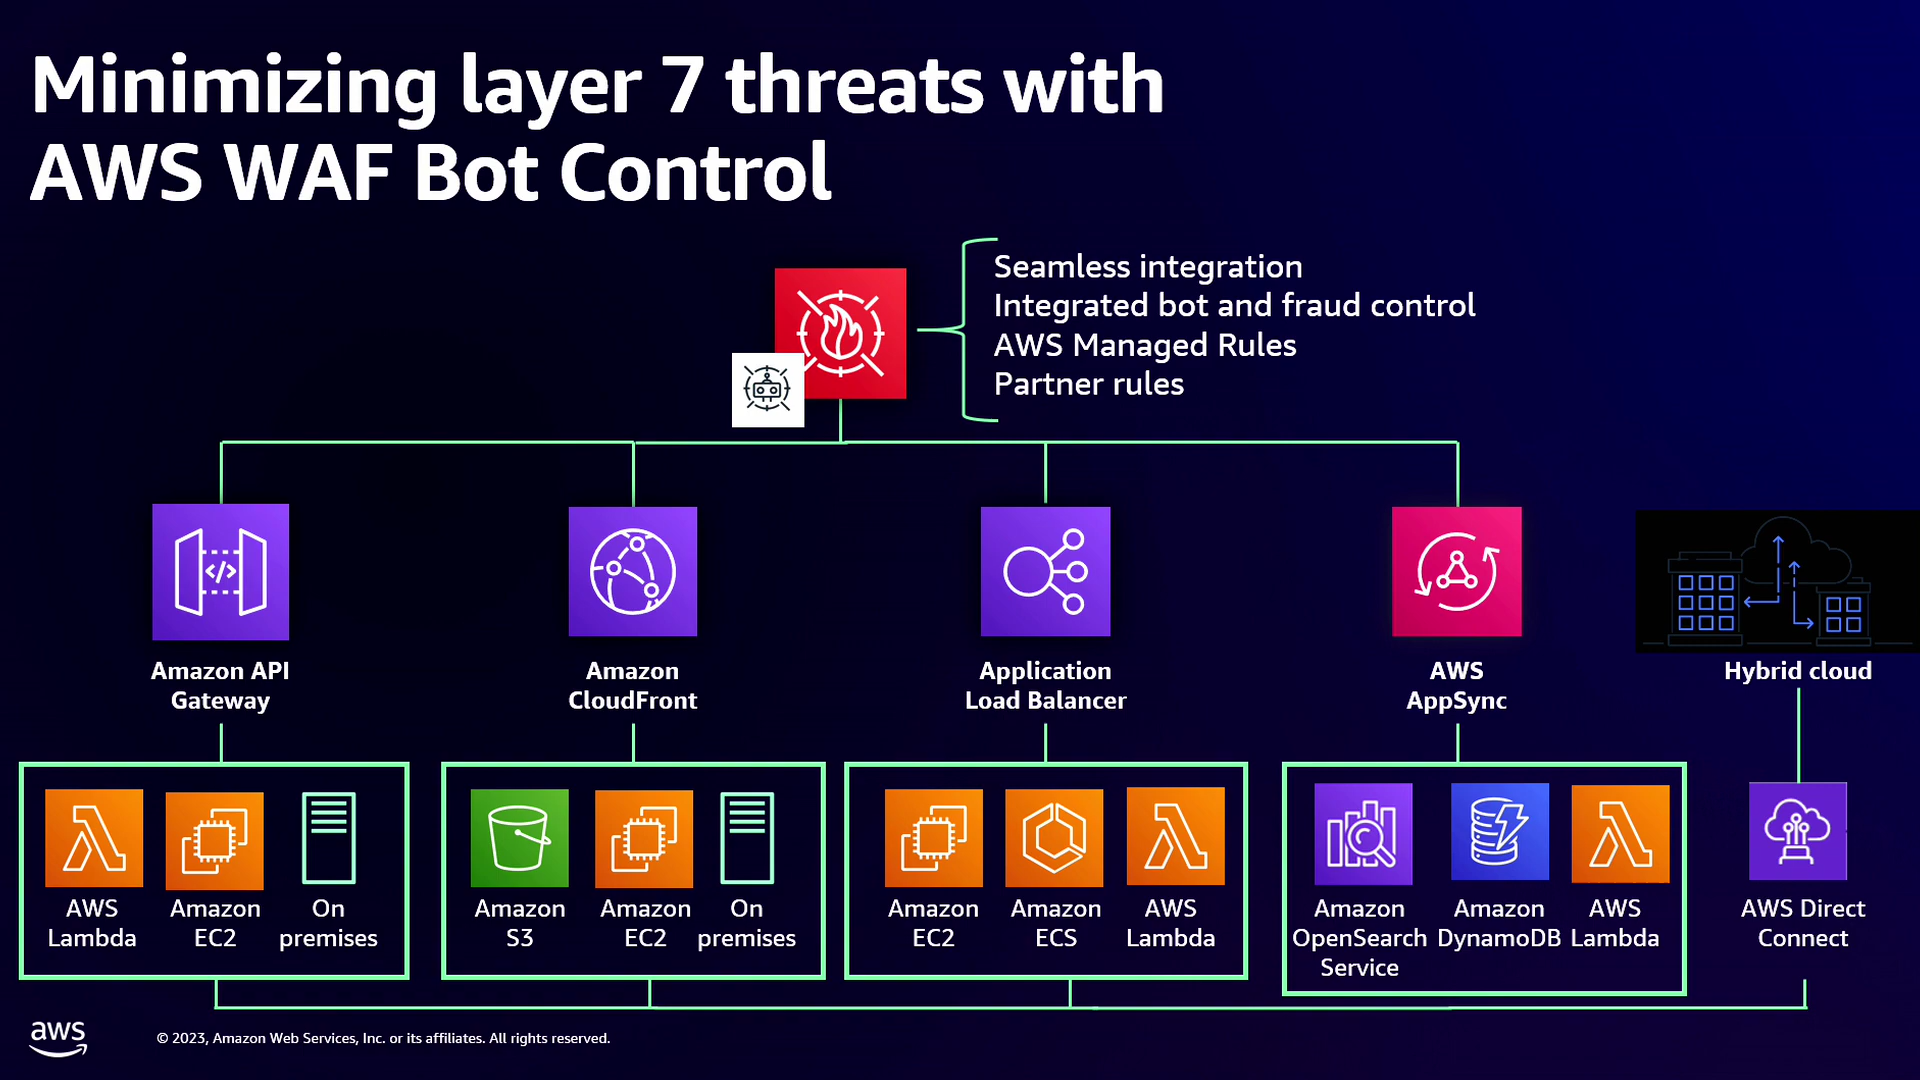 Minimizing layer 7 threats with
AWS WAF Bot Control
Seamless integration
Integrated bot and fraud control
AWS Managed Rules
Partner rules
Amazon API
Gateway
Amazon
CloudFront
Application
Load Balancer
AWS
AppSync
Hybrid cloud
AWS
Lambda
Amazon
EC2
On
premises
Amazon
S3
Amazon
EC2
On
premises
Amazon
EC2
Amazon
ECS
AWS
Lambda
Amazon
OpenSearch
Service
Amazon
DynamoDB
AWS
Lambda
AWS Direct
Connect
aws
© 2023, Amazon Web Services, Inc. or its affiliates. All rights reserved.